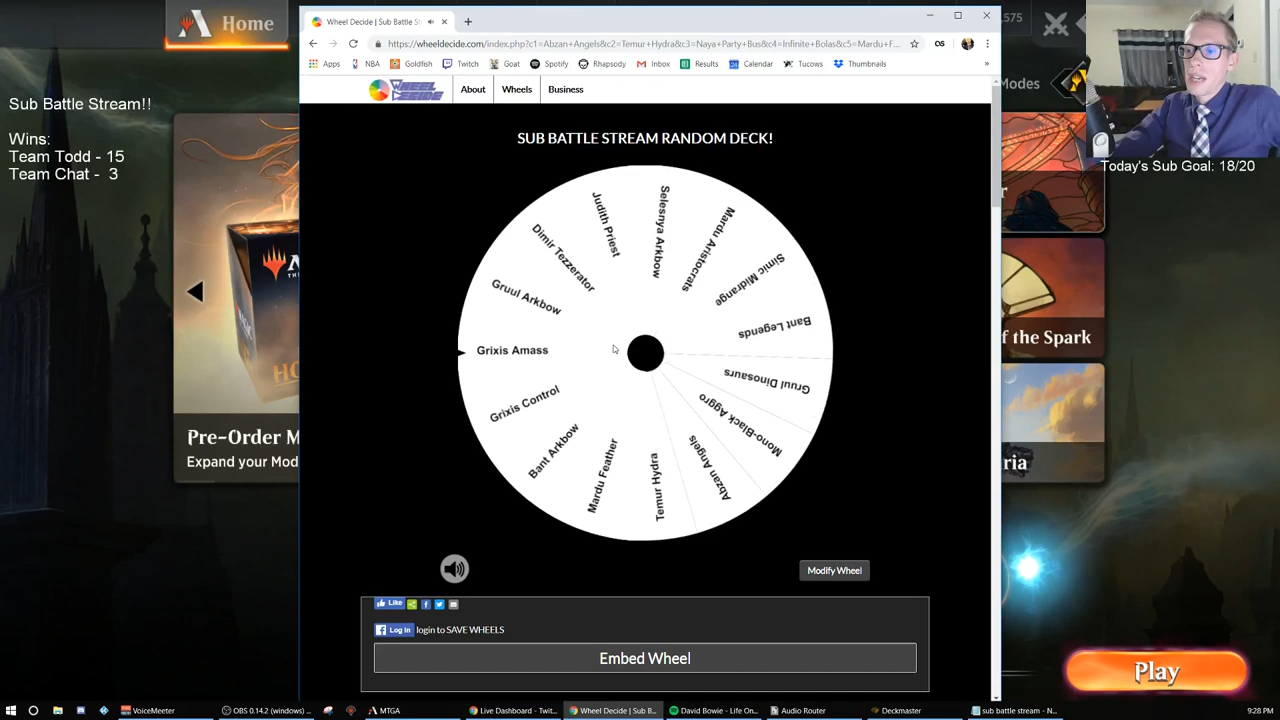 Home
Wheel Decide | Sub Battle St
https://wheeldecide.com/index.php?c1=Abzan+Angels&c2=Temur+Hydra&c3=Naya+Party+Bus&c4=Infinite+Bolas&c5=Mardu+F...
OS
Apps
NBA
Goldfish
Twitch
Goat
Spotify
Rhapsody
Inbox
Results
Calendar
Tucows
Thumbnails
»
,575
Modes
Sub Battle Stream!!
Wins:
Team Todd - 15
Team Chat - 3
Today's Sub Goal: 18/20
WHEEL DECIDE
About
Wheels
Business
SUB BATTLE STREAM RANDOM DECK!
Judith Priest
Selesnya Arkbow
Mardu Aristocrats
Simic Midrange
Bant Legends
Gruul Dinosaurs
Mono-Black Aggro
Abzan Angels
Temur Hydra
Mardu Feather
Bant Arkbow
Grixis Control
Grixis Amass
Gruul Arkbow
Dimir Tezzerator
Pre-Order M
Expand your Mod
of the Spark
ria
Modify Wheel
Like
Log In
login to SAVE WHEELS
Embed Wheel
Play
VoiceMeeter
OBS 0.14.2 (windows)
MTGA
Live Dashboard - Twit...
Wheel Decide | Sub B...
David Bowie - Life On...
Audio Router
Deckmaster
sub battle stream - N...
9:28 PM